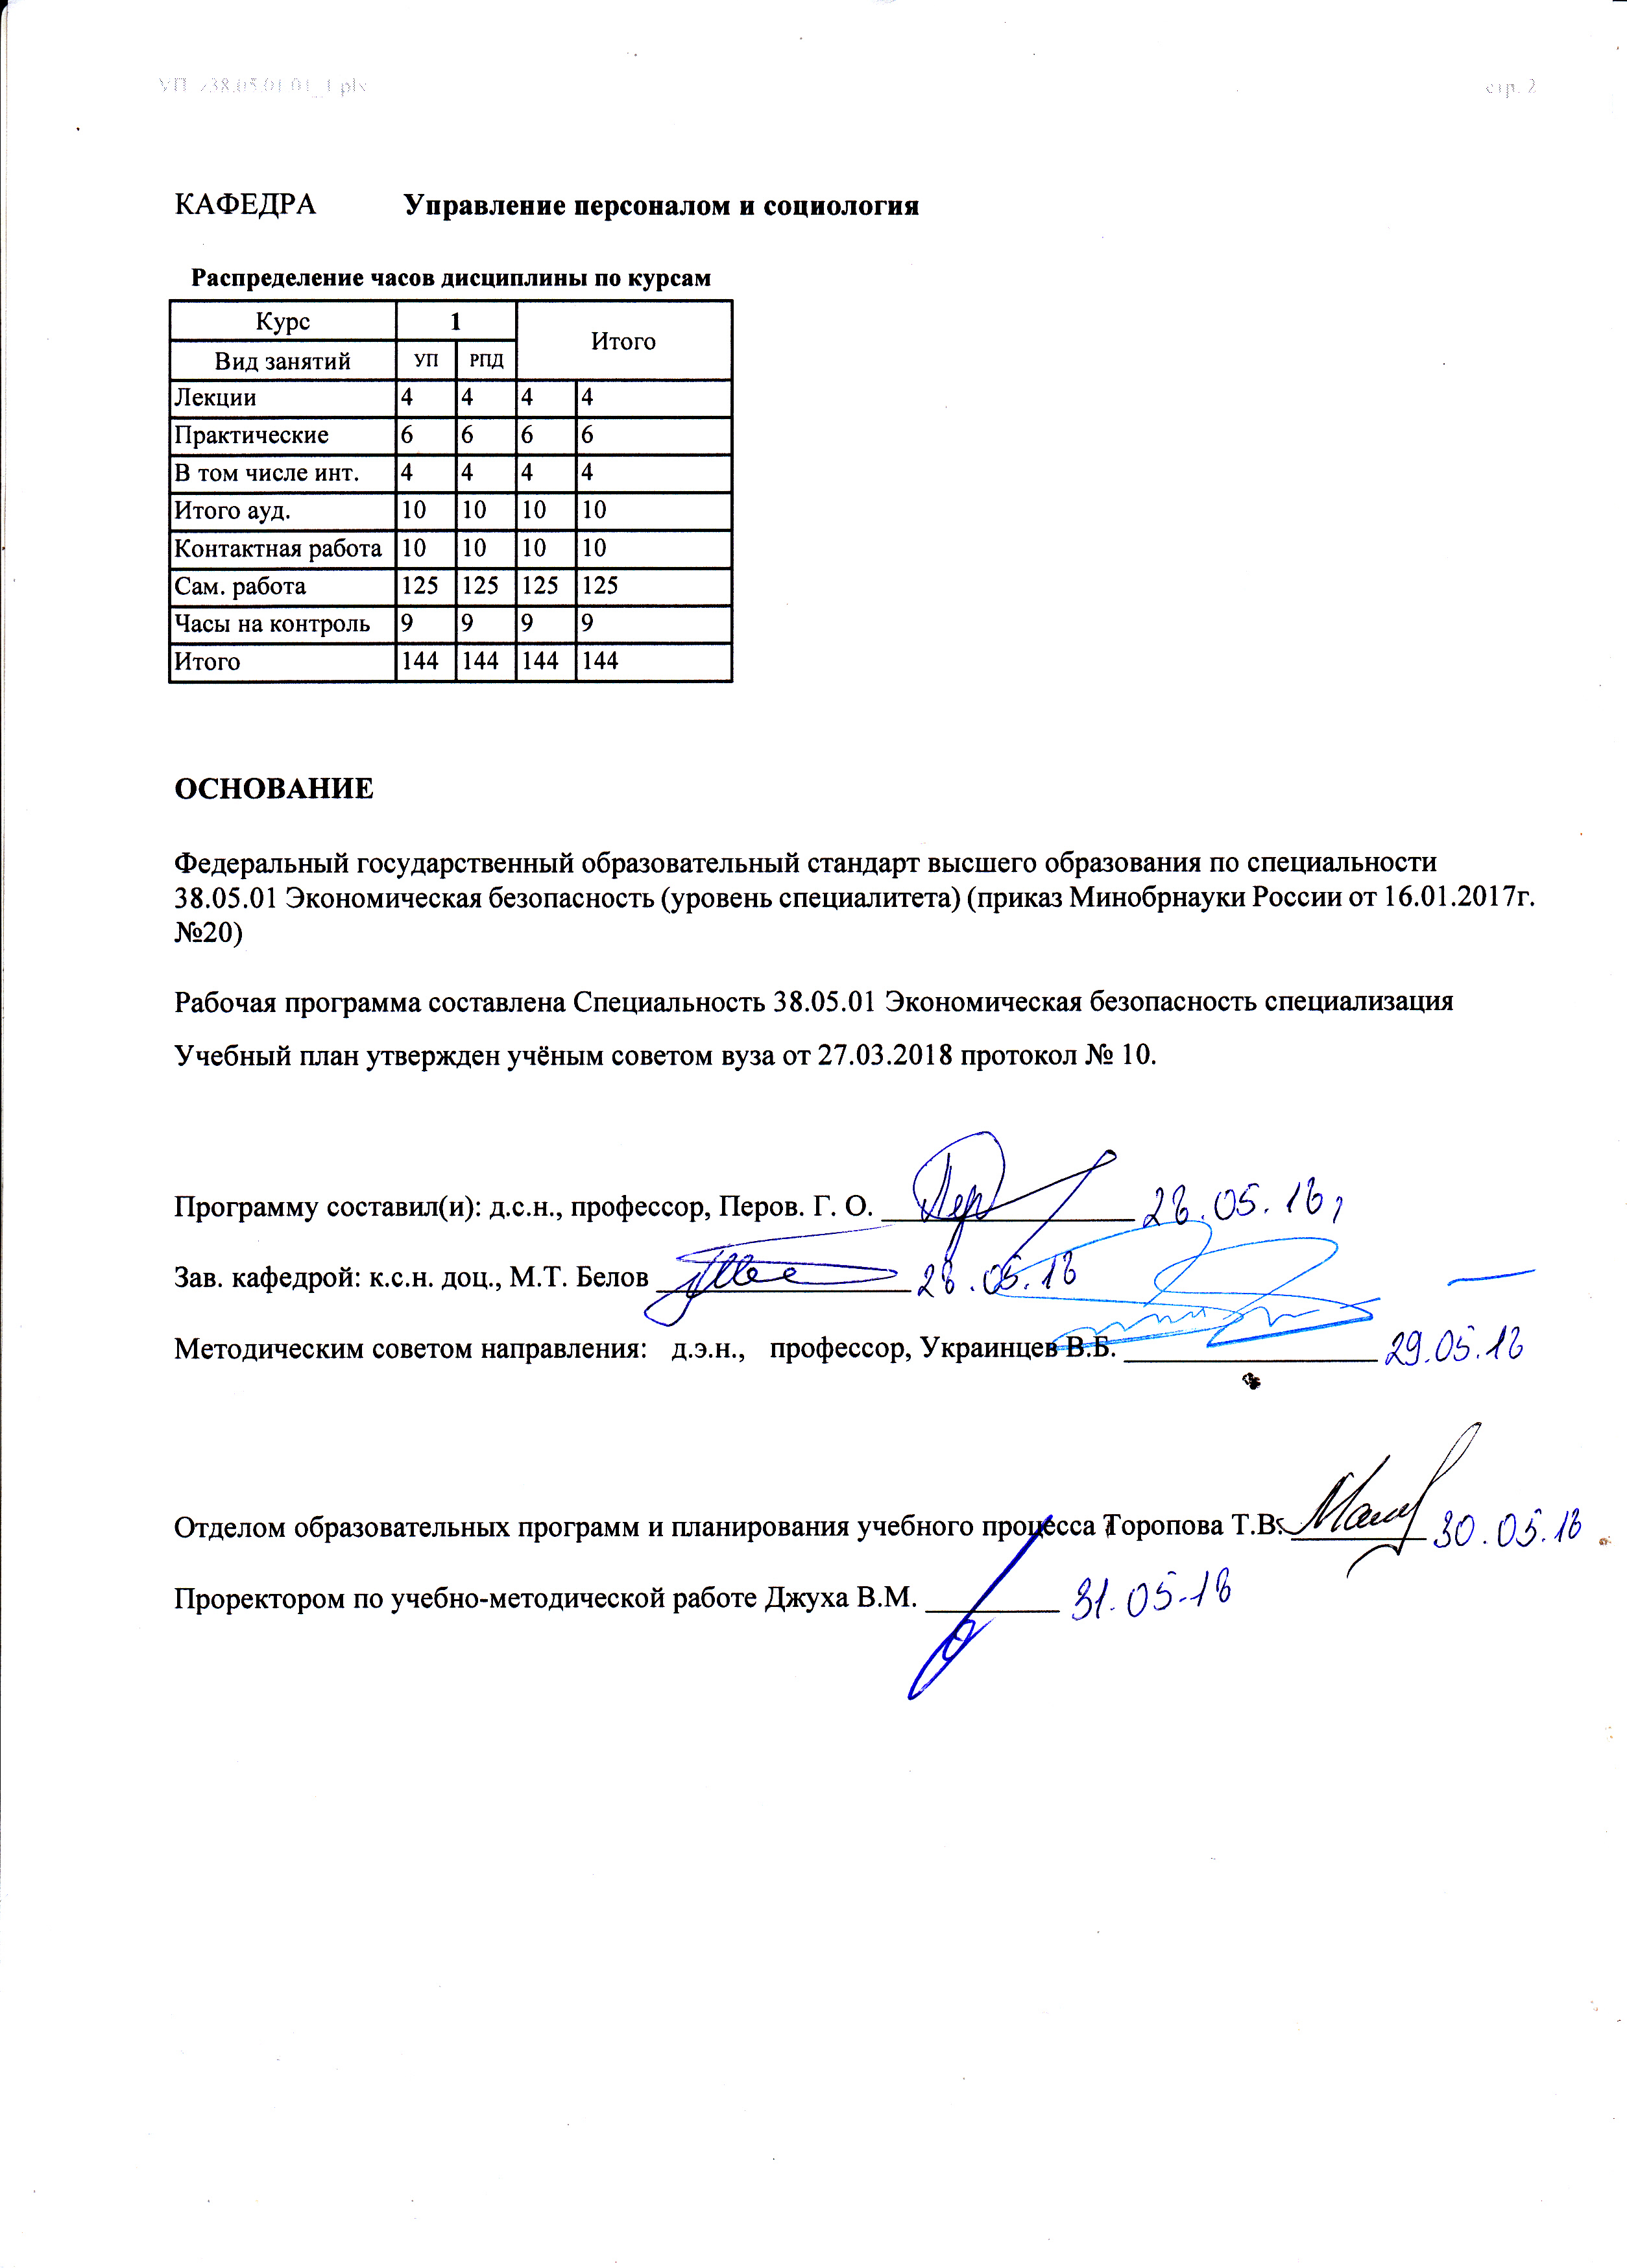 стр. 2
КАФЕДРА Управление персоналом и социология
Распределение часов дисциплины по курсам
Курс 1 Итого
Вид занятий УП РПД
Лекции 4 4 4 4
Практические 6 6 6 6
В том числе инт. 4 4 4 4
Итого ауд. 10 10 10 10
Контактная работа 10 10 10 10
Сам. работа 125 125 125 125
Часы на контроль 9 9 9 9
Итого 144 144 144 144
ОСНОВАНИЕ
Федеральный государственный образовательный стандарт высшего образования по специальности
38.05.01 Экономическая безопасность (уровень специалитета) (приказ Минобрнауки России от 16.01.2017г.
№20)
Рабочая программа составлена Специальность 38.05.01 Экономическая безопасность специализация
Учебный план утвержден учёным советом вуза от 27.03.2018 протокол № 10.
Программу составил(и): д.с.н., профессор, Перов. Г. О. 28.05.18
Зав. кафедрой: к.с.н. доц., М.Т. Белов 28.05.18
Методическим советом направления: д.э.н., профессор, Украинцев В.Б. 29.05.18
Отделом образовательных программ и планирования учебного процесса Торопова Т.В. 30.05.18
Проректором по учебно-методической работе Джуха В.М. 31.05.18